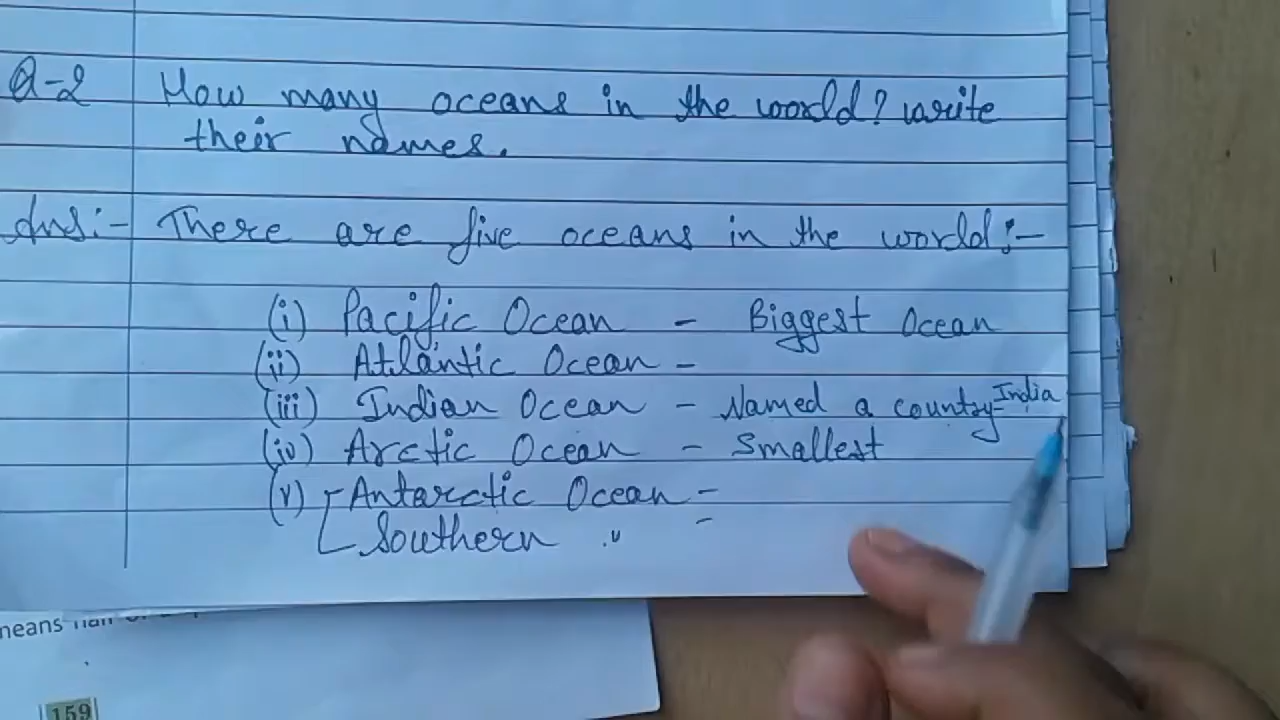 Q-2 How many oceans in the world? write
their names.
Ans:- There are five oceans in the world:-
(i) Pacific Ocean - Biggest Ocean
(ii) Atlantic Ocean -
(iii) Indian Ocean - Named a country-India
(iv) Arctic Ocean - Smallest
(v) Antarctic Ocean -
Southern " -
means half
159